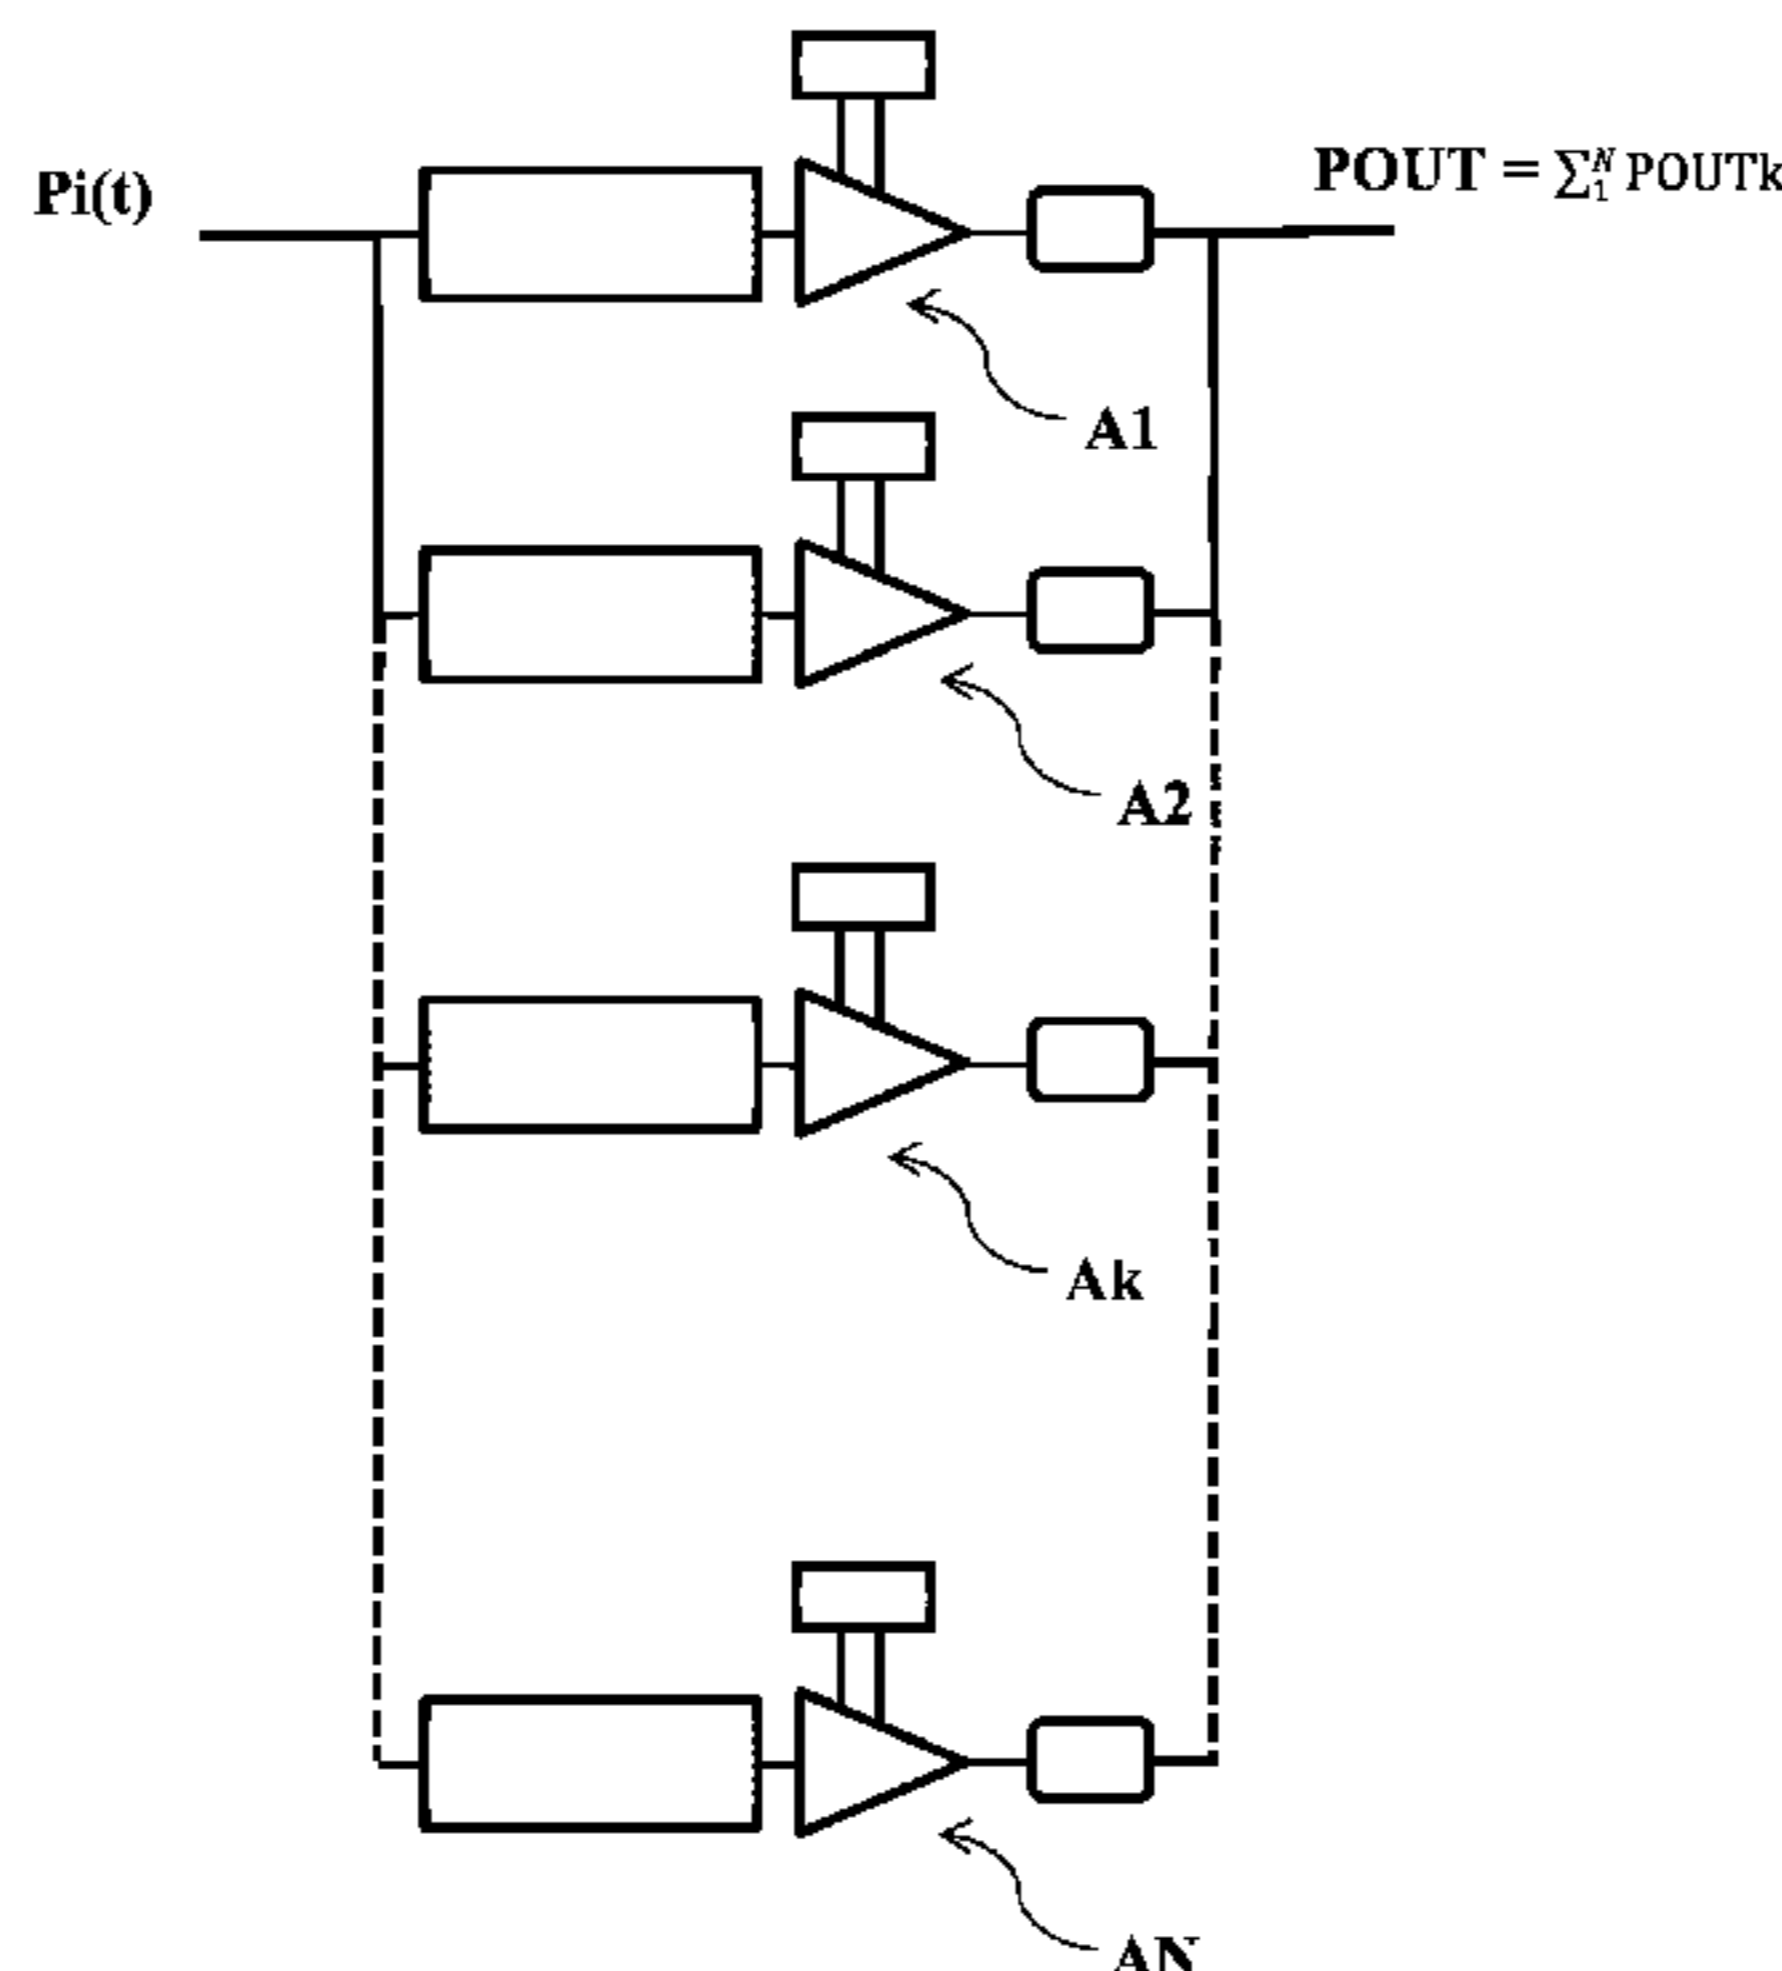 Pi(t)
POUT = ∑₁ᴺ POUTk
A1
A2
Ak
AN